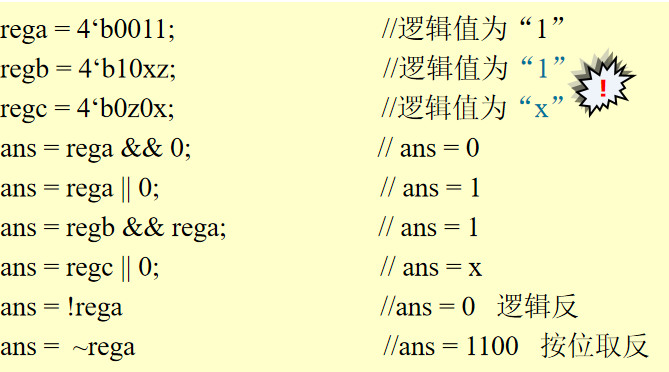 rega = 4‘b0011; //逻辑值为“1”
regb = 4‘b10xz; //逻辑值为“1”
regc = 4‘b0z0x; //逻辑值为“x”
!
ans = rega && 0; // ans = 0
ans = rega || 0; // ans = 1
ans = regb && rega; // ans = 1
ans = regc || 0; // ans = x
ans = !rega //ans = 0 逻辑反
ans = ~rega //ans = 1100 按位取反